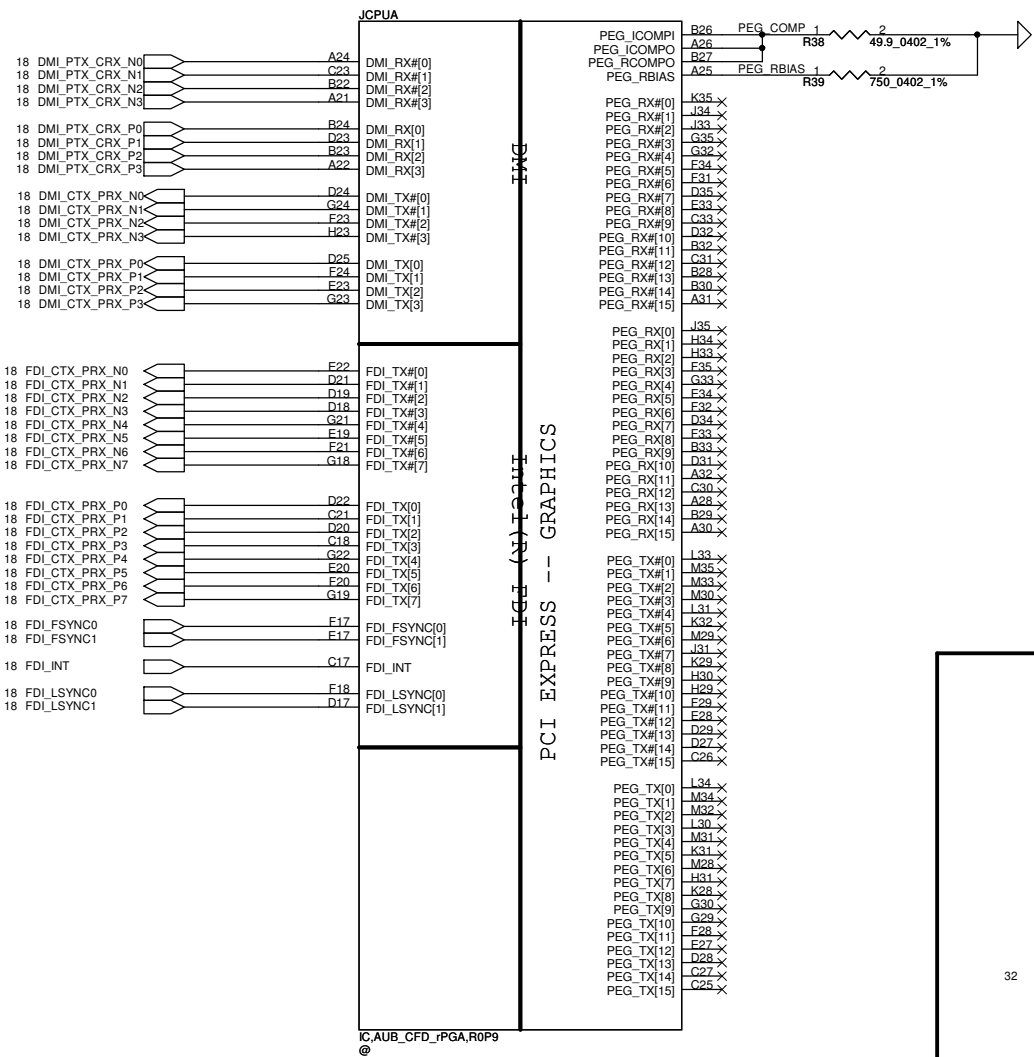 JCPUA
18 DMI_PTX_CRX_N0 A24 DMI_RX#[0]
18 DMI_PTX_CRX_N1 C23 DMI_RX#[1]
18 DMI_PTX_CRX_N2 B22 DMI_RX#[2]
18 DMI_PTX_CRX_N3 A21 DMI_RX#[3]
18 DMI_PTX_CRX_P0 B24 DMI_RX[0]
18 DMI_PTX_CRX_P1 D23 DMI_RX[1]
18 DMI_PTX_CRX_P2 B23 DMI_RX[2]
18 DMI_PTX_CRX_P3 A22 DMI_RX[3]
18 DMI_CTX_PRX_N0 D24 DMI_TX#[0]
18 DMI_CTX_PRX_N1 G24 DMI_TX#[1]
18 DMI_CTX_PRX_N2 F23 DMI_TX#[2]
18 DMI_CTX_PRX_N3 H23 DMI_TX#[3]
18 DMI_CTX_PRX_P0 D25 DMI_TX[0]
18 DMI_CTX_PRX_P1 F24 DMI_TX[1]
18 DMI_CTX_PRX_P2 E23 DMI_TX[2]
18 DMI_CTX_PRX_P3 G23 DMI_TX[3]
18 FDI_CTX_PRX_N0 E22 FDI_TX#[0]
18 FDI_CTX_PRX_N1 D21 FDI_TX#[1]
18 FDI_CTX_PRX_N2 D19 FDI_TX#[2]
18 FDI_CTX_PRX_N3 D18 FDI_TX#[3]
18 FDI_CTX_PRX_N4 G21 FDI_TX#[4]
18 FDI_CTX_PRX_N5 E19 FDI_TX#[5]
18 FDI_CTX_PRX_N6 F21 FDI_TX#[6]
18 FDI_CTX_PRX_N7 G18 FDI_TX#[7]
18 FDI_CTX_PRX_P0 D22 FDI_TX[0]
18 FDI_CTX_PRX_P1 C21 FDI_TX[1]
18 FDI_CTX_PRX_P2 D20 FDI_TX[2]
18 FDI_CTX_PRX_P3 C18 FDI_TX[3]
18 FDI_CTX_PRX_P4 G22 FDI_TX[4]
18 FDI_CTX_PRX_P5 E20 FDI_TX[5]
18 FDI_CTX_PRX_P6 F20 FDI_TX[6]
18 FDI_CTX_PRX_P7 G19 FDI_TX[7]
18 FDI_FSYNC0 F17 FDI_FSYNC[0]
18 FDI_FSYNC1 E17 FDI_FSYNC[1]
18 FDI_INT C17 FDI_INT
18 FDI_LSYNC0 F18 FDI_LSYNC[0]
18 FDI_LSYNC1 D17 FDI_LSYNC[1]
DMI
Intel(R) FDI
PCI EXPRESS -- GRAPHICS
PEG_ICOMPI B26 PEG_COMP 1 R38 2 49.9_0402_1%
PEG_ICOMPO A26
PEG_RCOMPO B27
PEG_RBIAS A25 PEG_RBIAS 1 R39 2 750_0402_1%
PEG_RX#[0] K35
PEG_RX#[1] J34
PEG_RX#[2] J33
PEG_RX#[3] G35
PEG_RX#[4] G32
PEG_RX#[5] F34
PEG_RX#[6] F31
PEG_RX#[7] D35
PEG_RX#[8] E33
PEG_RX#[9] C33
PEG_RX#[10] D32
PEG_RX#[11] B32
PEG_RX#[12] C31
PEG_RX#[13] B28
PEG_RX#[14] B30
PEG_RX#[15] A31
PEG_RX[0] J35
PEG_RX[1] H34
PEG_RX[2] H33
PEG_RX[3] F35
PEG_RX[4] G33
PEG_RX[5] E34
PEG_RX[6] F32
PEG_RX[7] D34
PEG_RX[8] F33
PEG_RX[9] B33
PEG_RX[10] D31
PEG_RX[11] A32
PEG_RX[12] C30
PEG_RX[13] A28
PEG_RX[14] B29
PEG_RX[15] A30
PEG_TX#[0] L33
PEG_TX#[1] M35
PEG_TX#[2] M33
PEG_TX#[3] M30
PEG_TX#[4] L31
PEG_TX#[5] K32
PEG_TX#[6] M29
PEG_TX#[7] J31
PEG_TX#[8] K29
PEG_TX#[9] H30
PEG_TX#[10] H29
PEG_TX#[11] F29
PEG_TX#[12] E28
PEG_TX#[13] D29
PEG_TX#[14] D27
PEG_TX#[15] C26
PEG_TX[0] L34
PEG_TX[1] M34
PEG_TX[2] M32
PEG_TX[3] L30
PEG_TX[4] M31
PEG_TX[5] K31
PEG_TX[6] M28
PEG_TX[7] H31
PEG_TX[8] K28
PEG_TX[9] G30
PEG_TX[10] G29
PEG_TX[11] F28
PEG_TX[12] E27
PEG_TX[13] D28
PEG_TX[14] C27
PEG_TX[15] C25
32
IC,AUB_CFD_rPGA,R0P9
@